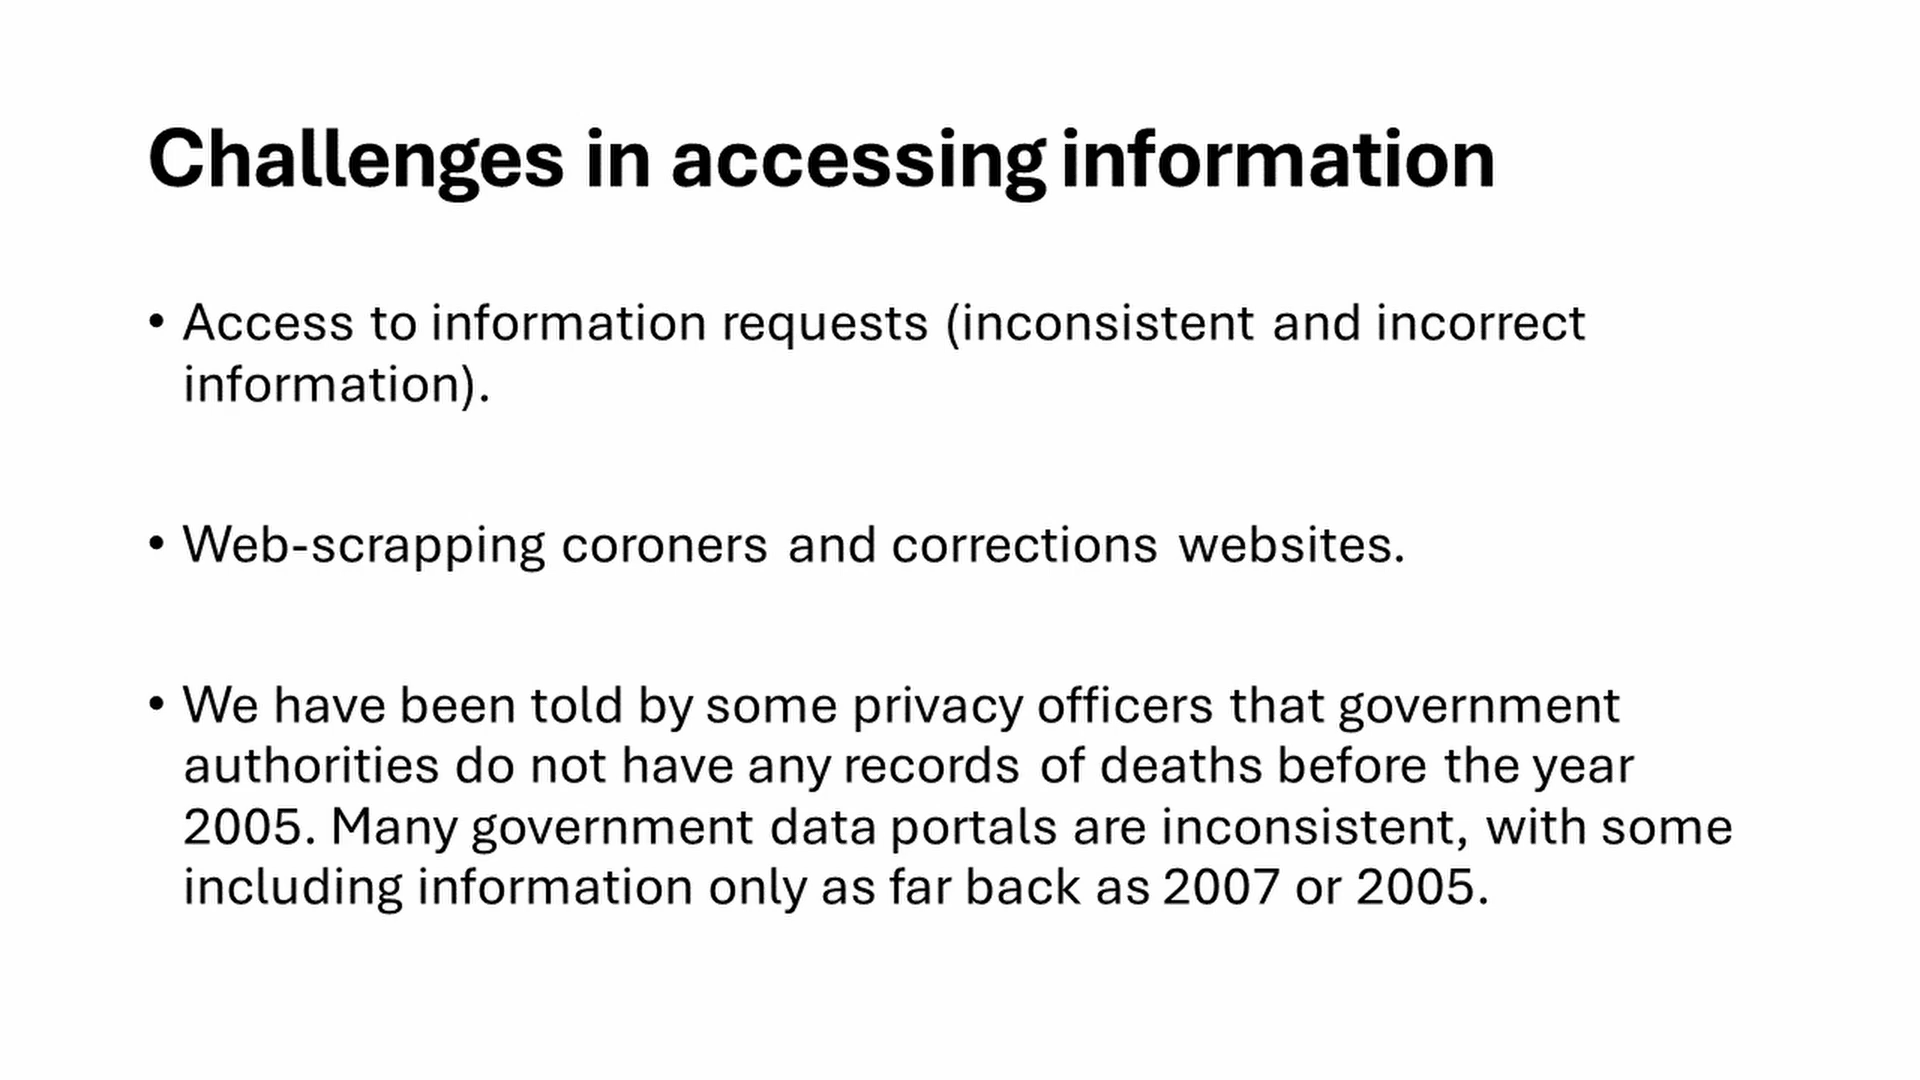 Challenges in accessing information
• Access to information requests (inconsistent and incorrect
information).
• Web-scrapping coroners and corrections websites.
• We have been told by some privacy officers that government
authorities do not have any records of deaths before the year
2005. Many government data portals are inconsistent, with some
including information only as far back as 2007 or 2005.